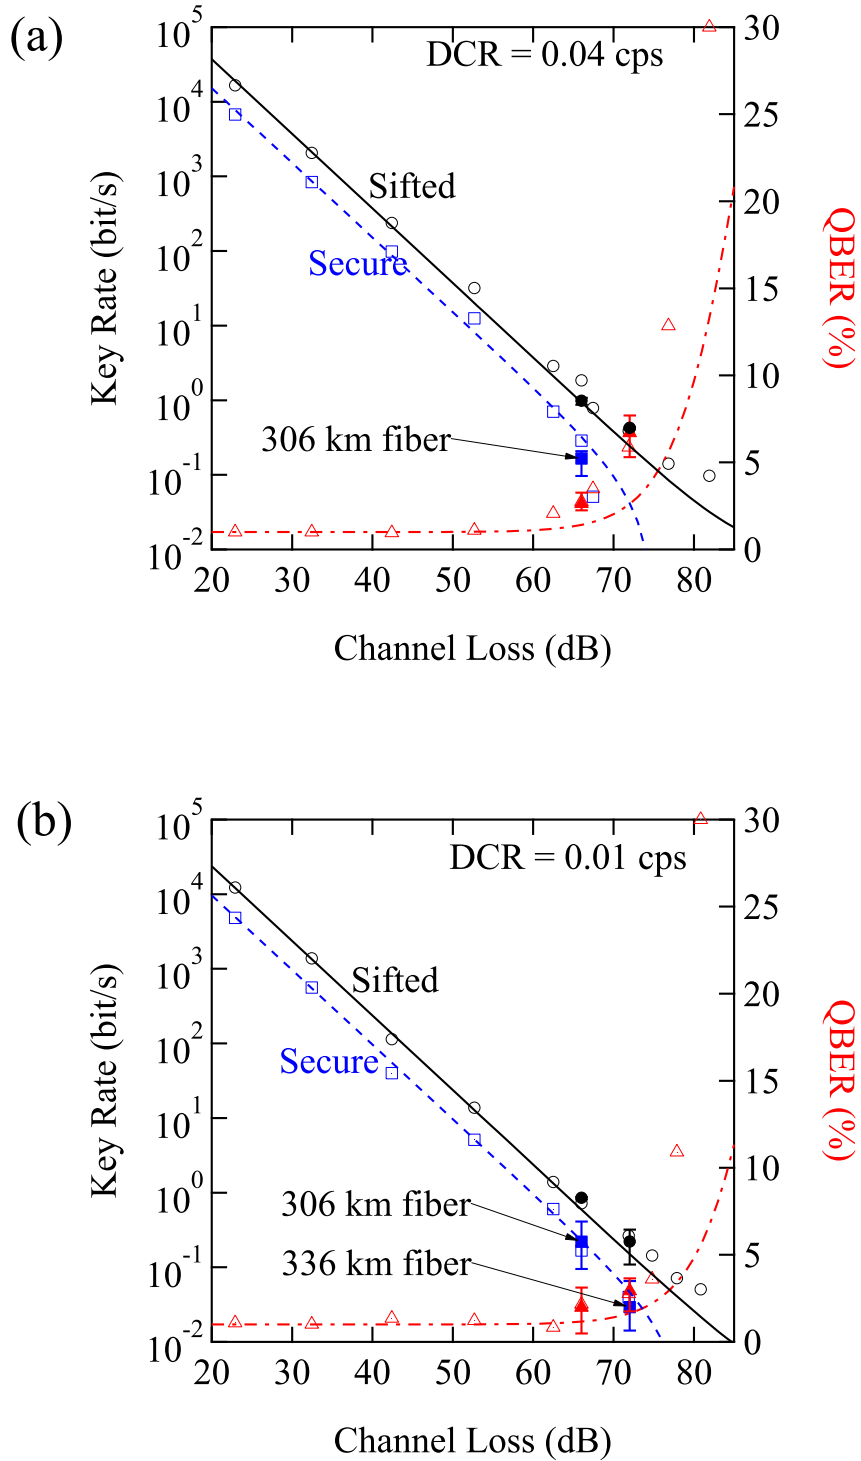 (a)
DCR = 0.04 cps
Sifted
Secure
306 km fiber
Key Rate (bit/s)
10^5
10^4
10^3
10^2
10^1
10^0
10^-1
10^-2
30
25
20
15
10
5
0
QBER (%)
20 30 40 50 60 70 80
Channel Loss (dB)
(b)
DCR = 0.01 cps
Sifted
Secure
306 km fiber
336 km fiber
Key Rate (bit/s)
10^5
10^4
10^3
10^2
10^1
10^0
10^-1
10^-2
30
25
20
15
10
5
0
QBER (%)
20 30 40 50 60 70 80
Channel Loss (dB)